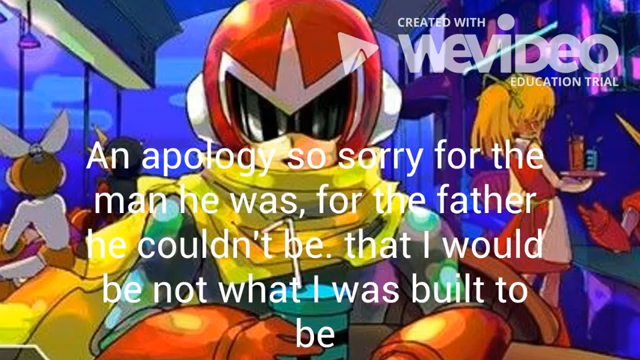 CREATED WITH
WeVideo
EDUCATION TRIAL
An apology so sorry for the
man he was, for the father
he couldn't be. that I would
be not what I was built to
be